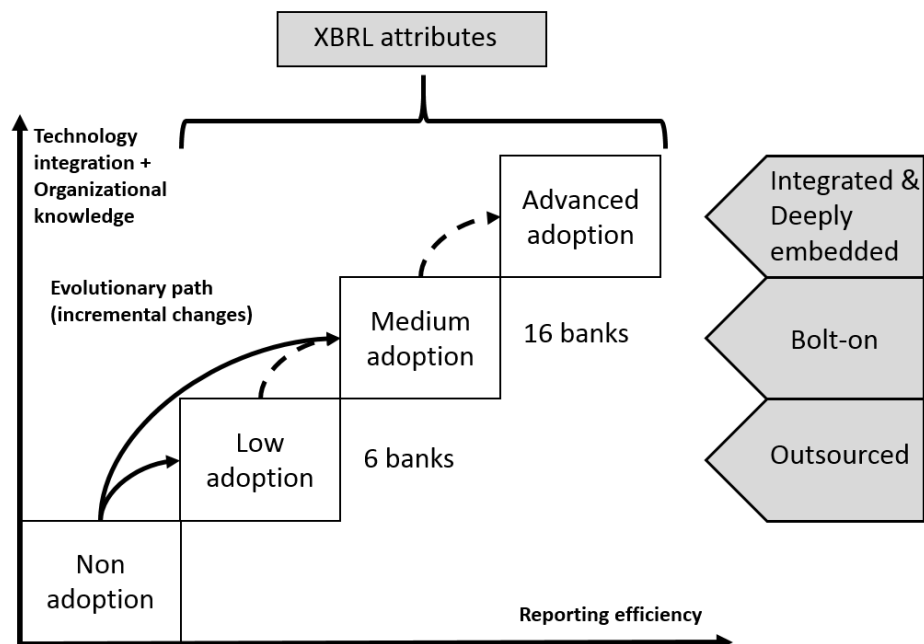 XBRL attributes
Technology
integration +
Organizational
knowledge
Advanced
adoption
Integrated &
Deeply
embedded
Evolutionary path
(incremental changes)
Medium
adoption
16 banks
Bolt-on
Low
adoption
6 banks
Outsourced
Non
adoption
Reporting efficiency